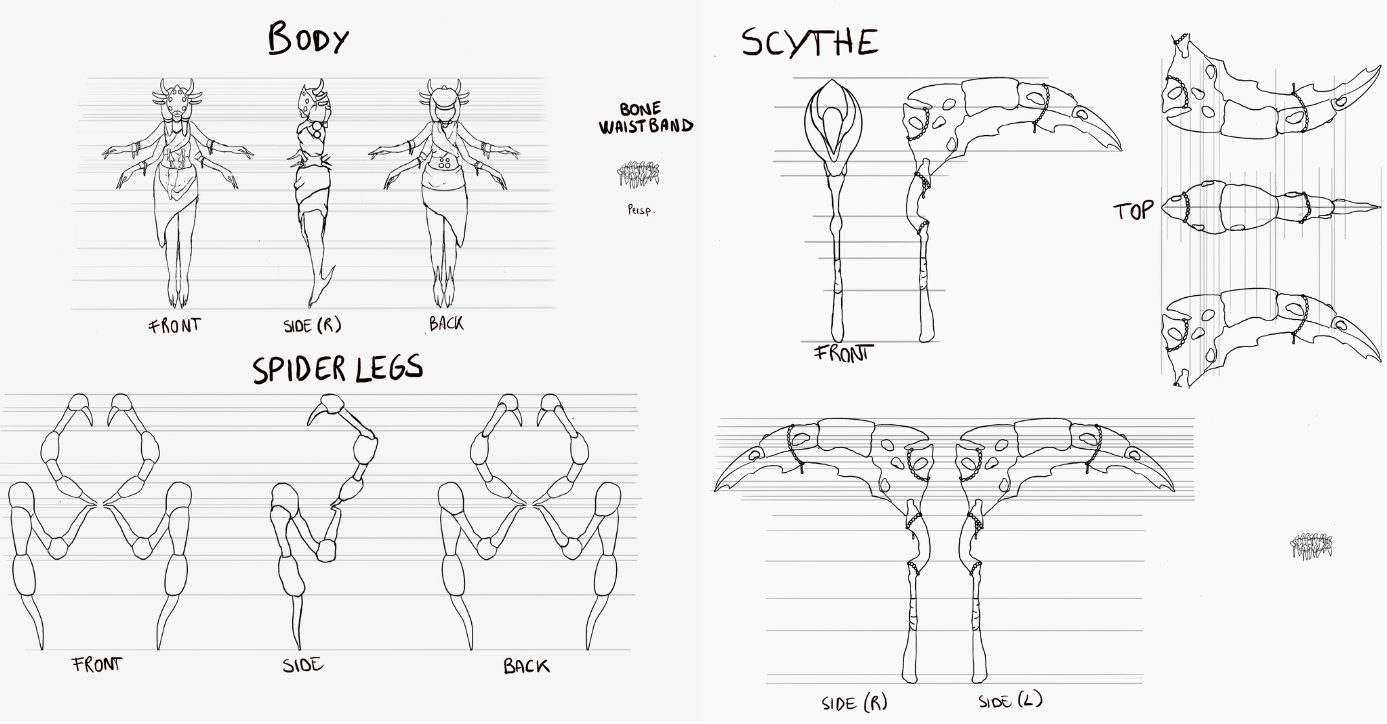 BODY
BONE
WAISTBAND
Persp.
FRONT
SIDE (R)
BACK
SPIDER LEGS
FRONT
SIDE
BACK
SCYTHE
TOP
FRONT
SIDE (R)
SIDE (L)